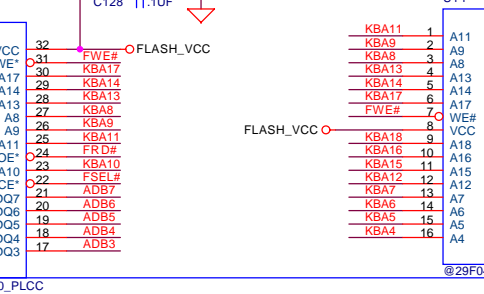 C128 .1UF
FLASH_VCC
VCC 32
WE* 31 FWE#
A17 30 KBA17
A14 29 KBA14
A13 28 KBA13
A8 27 KBA8
A9 26 KBA9
A11 25 KBA11
OE* 24 FRD#
A10 23 KBA10
CE* 22 FSEL#
DQ7 21 ADB7
DQ6 20 ADB6
DQ5 19 ADB5
DQ4 18 ADB4
DQ3 17 ADB3
KBA11 1 A11
KBA9 2 A9
KBA8 3 A8
KBA13 4 A13
KBA14 5 A14
KBA17 6 A17
FWE# 7 WE#
FLASH_VCC 8 VCC
KBA18 9 A18
KBA16 10 A16
KBA15 11 A15
KBA12 12 A12
KBA7 13 A7
KBA6 14 A6
KBA5 15 A5
KBA4 16 A4
@29F04
0_PLCC